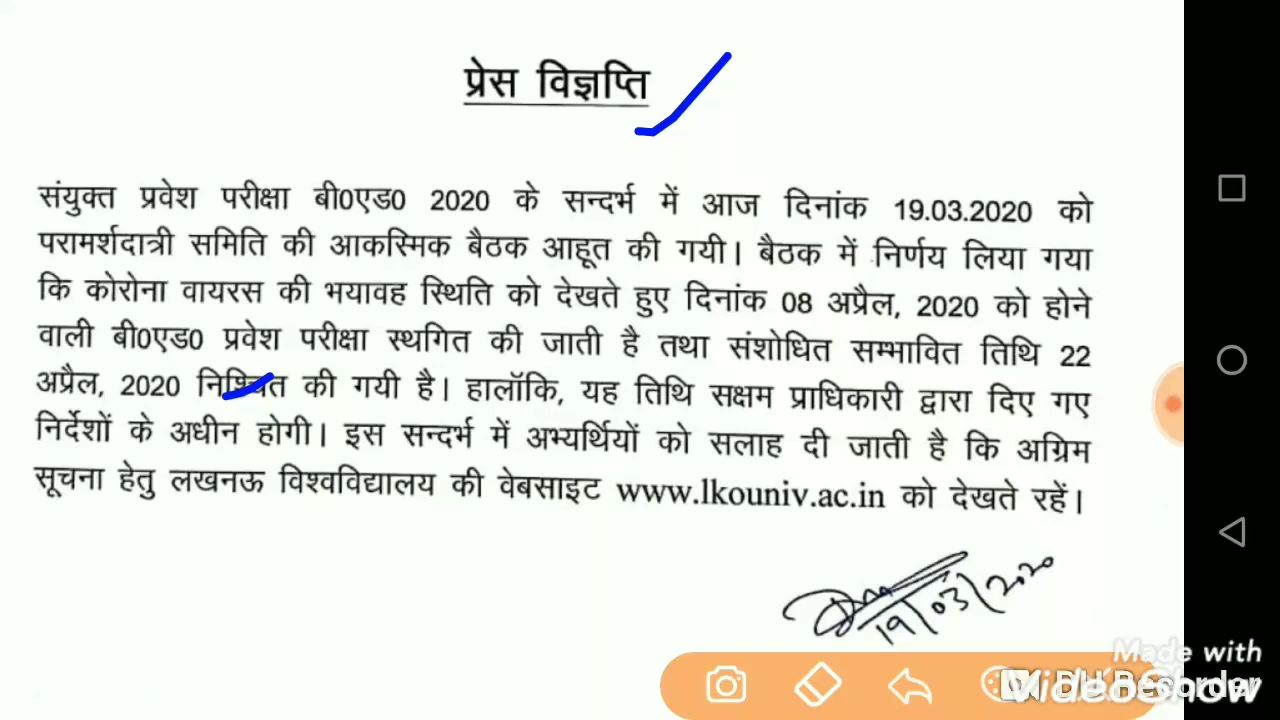 प्रेस विज्ञप्ति
संयुक्त प्रवेश परीक्षा बी0एड0 2020 के सन्दर्भ में आज दिनांक 19.03.2020 को
परामर्शदात्री समिति की आकस्मिक बैठक आहूत की गयी। बैठक में निर्णय लिया गया
कि कोरोना वायरस की भयावह स्थिति को देखते हुए दिनांक 08 अप्रैल, 2020 को होने
वाली बी0एड0 प्रवेश परीक्षा स्थगित की जाती है तथा संशोधित सम्भावित तिथि 22
अप्रैल, 2020 निश्चित की गयी है। हालॉकि, यह तिथि सक्षम प्राधिकारी द्वारा दिए गए
निर्देशों के अधीन होगी। इस सन्दर्भ में अभ्यर्थियों को सलाह दी जाती है कि अग्रिम
सूचना हेतु लखनऊ विश्वविद्यालय की वेबसाइट www.lkouniv.ac.in को देखते रहें।
19/03/2020
Made with
VideoShow